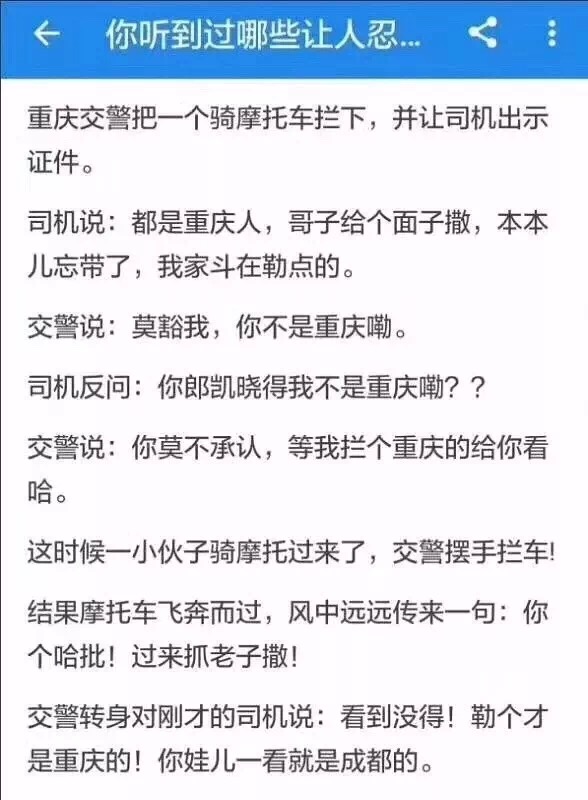 你听到过哪些让人忍...
重庆交警把一个骑摩托车拦下，并让司机出示
证件。
司机说：都是重庆人，哥子给个面子撒，本本
儿忘带了，我家斗在勒点的。
交警说：莫豁我，你不是重庆嘞。
司机反问：你郎凯晓得我不是重庆嘞？？
交警说：你莫不承认，等我拦个重庆的给你看
哈。
这时候一小伙子骑摩托过来了，交警摆手拦车!
结果摩托车飞奔而过，风中远远传来一句：你
个哈批！过来抓老子撒！
交警转身对刚才的司机说：看到没得！勒个才
是重庆的！你娃儿一看就是成都的。